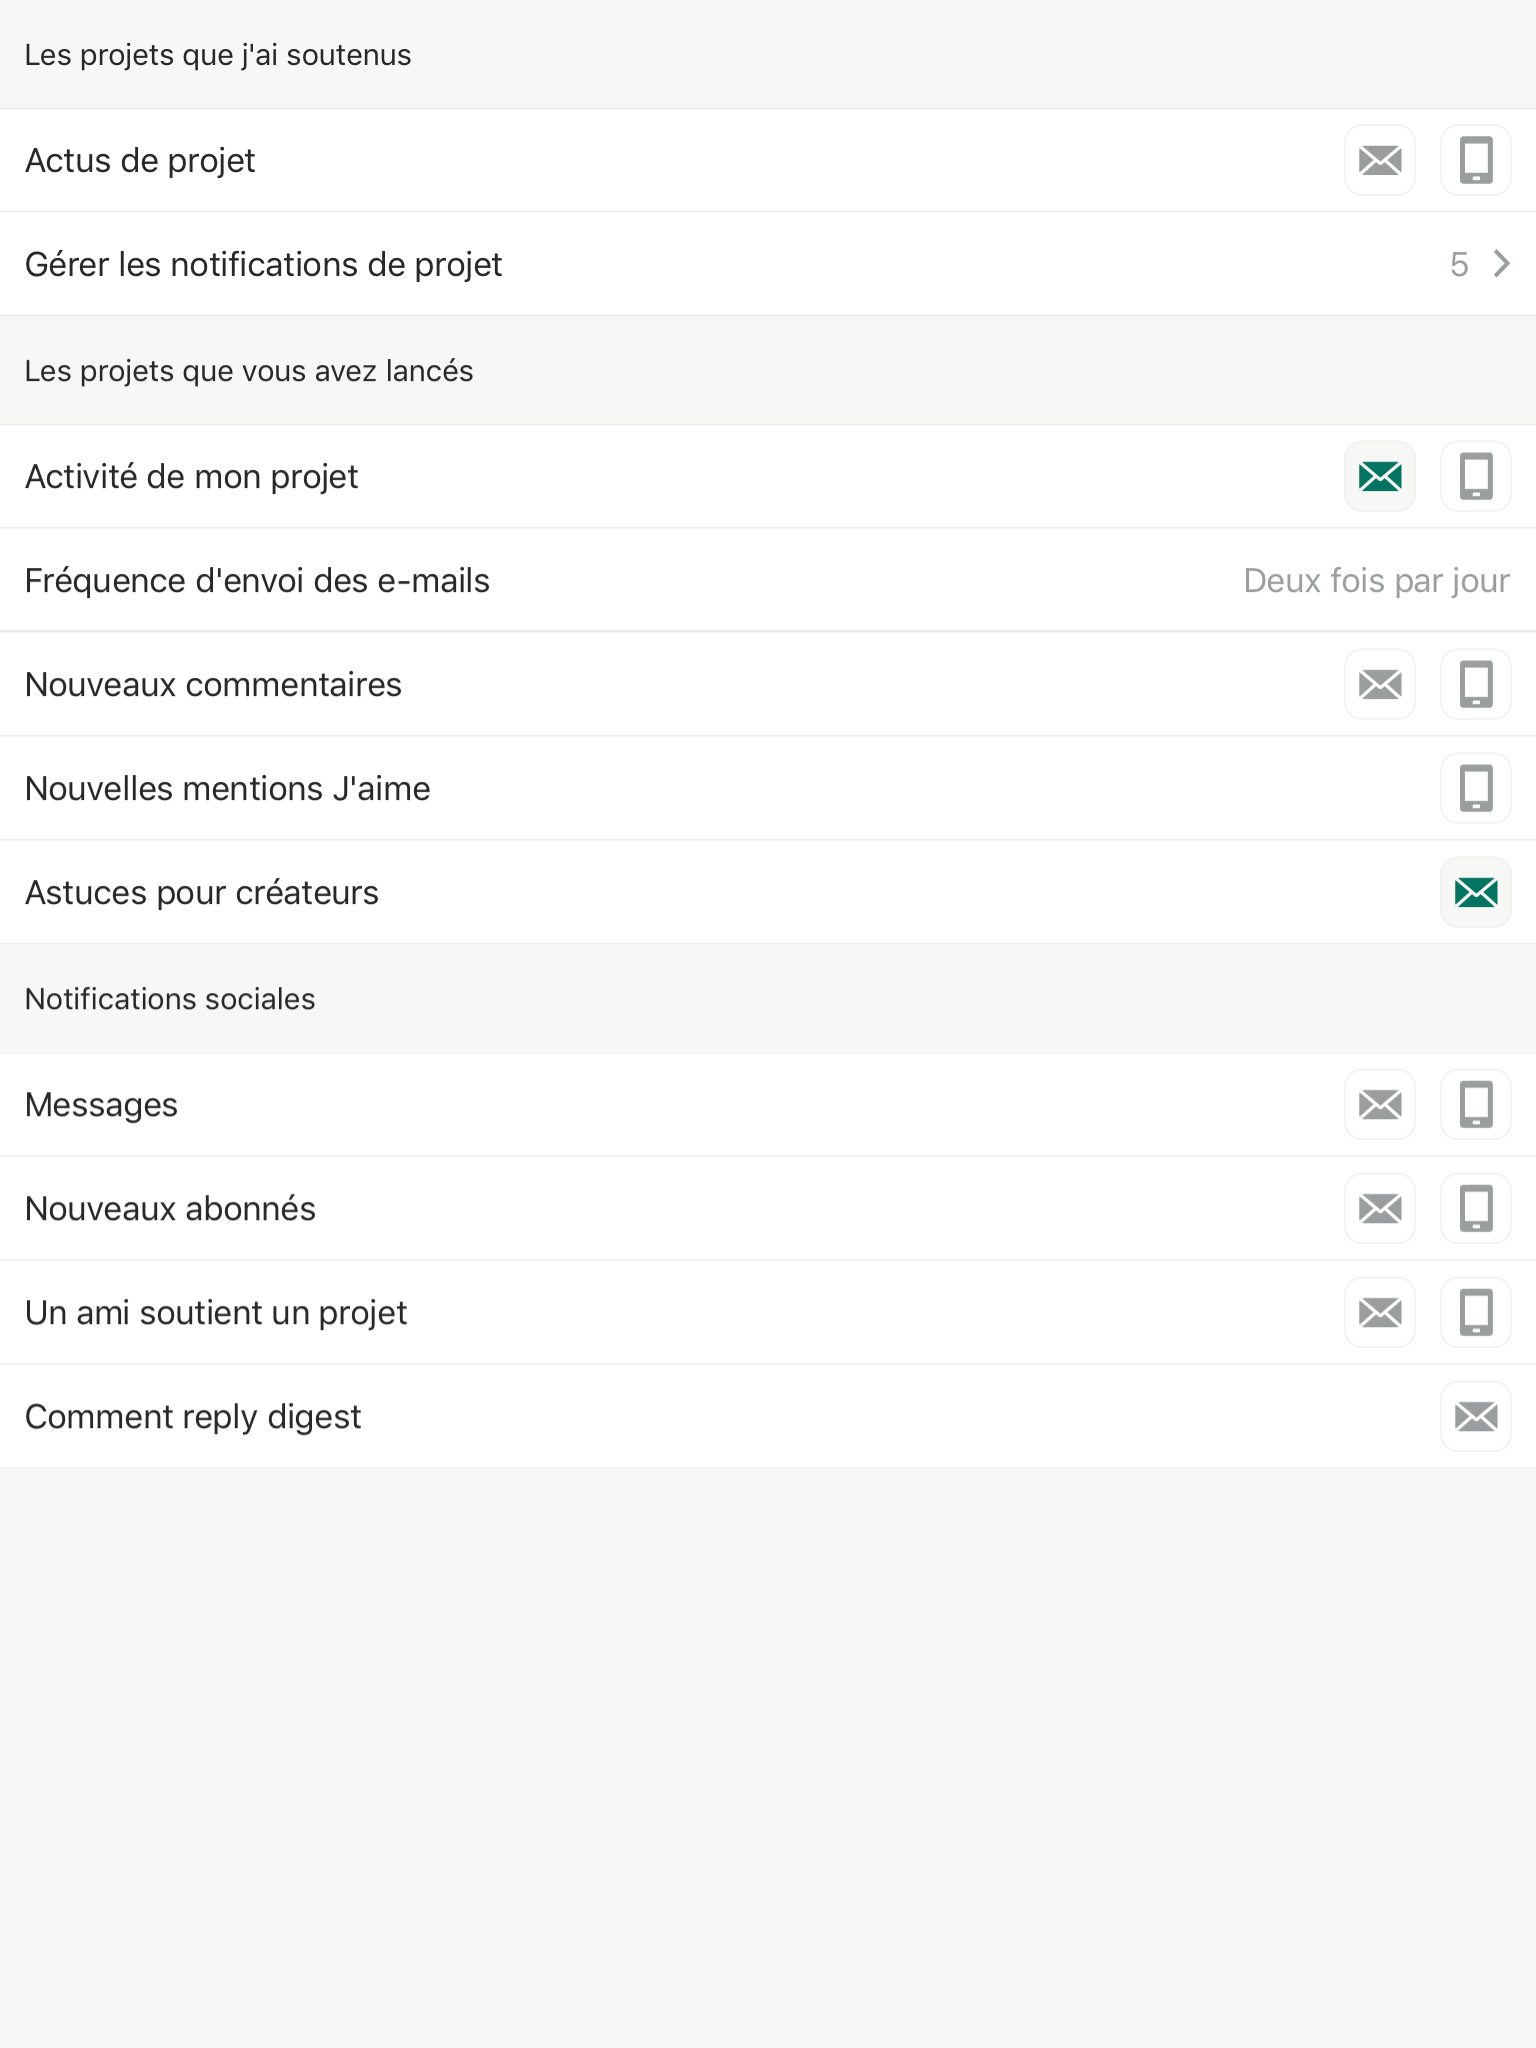 Les projets que j'ai soutenus
Actus de projet
Gérer les notifications de projet 5
Les projets que vous avez lancés
Activité de mon projet
Fréquence d'envoi des e-mails Deux fois par jour
Nouveaux commentaires
Nouvelles mentions J'aime
Astuces pour créateurs
Notifications sociales
Messages
Nouveaux abonnés
Un ami soutient un projet
Comment reply digest